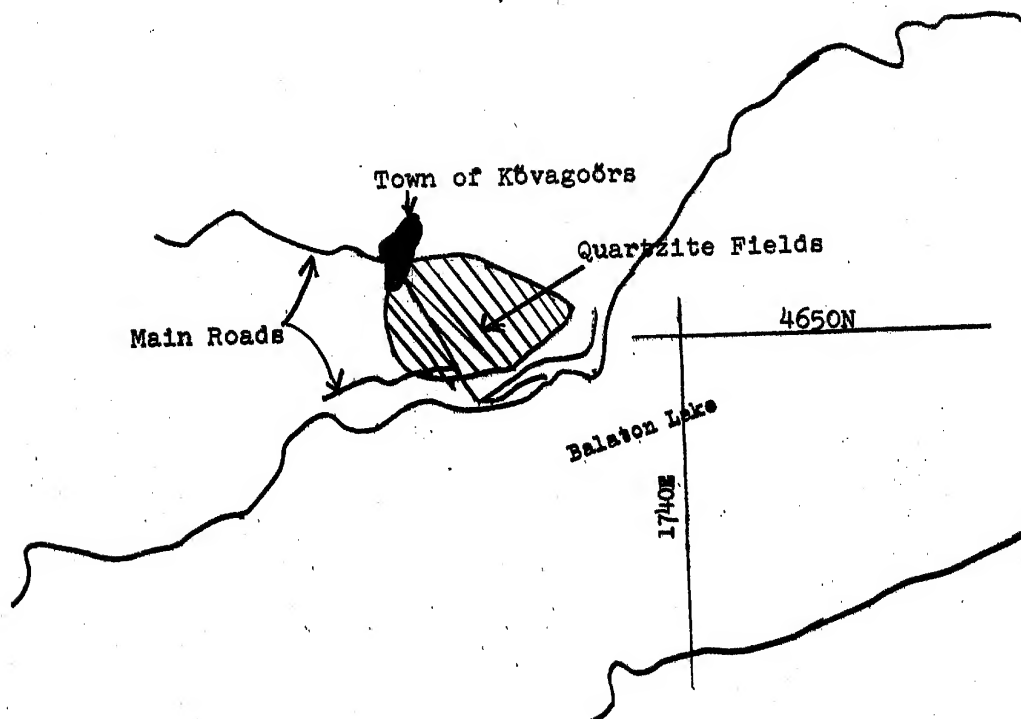 Town of Kövagoörs
Quartzite Fields
Main Roads
4650N
Balaton Lake
1740E